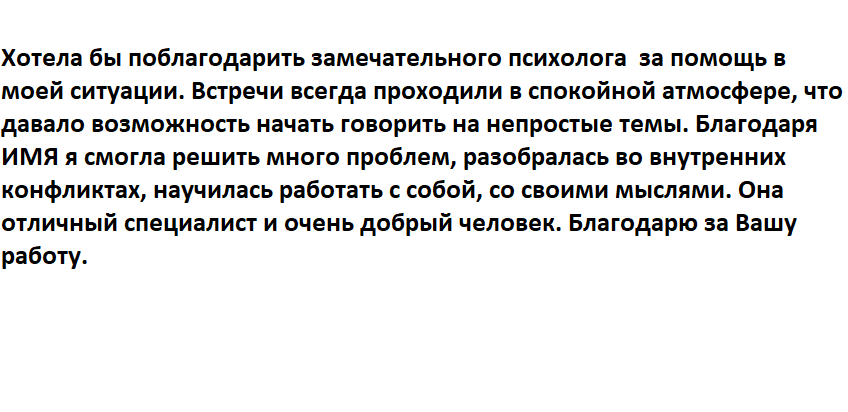 Хотела бы поблагодарить замечательного психолога  за помощь в
моей ситуации. Встречи всегда проходили в спокойной атмосфере, что
давало возможность начать говорить на непростые темы. Благодаря
ИМЯ я смогла решить много проблем, разобралась во внутренних
конфликтах, научилась работать с собой, со своими мыслями. Она
отличный специалист и очень добрый человек. Благодарю за Вашу
работу.